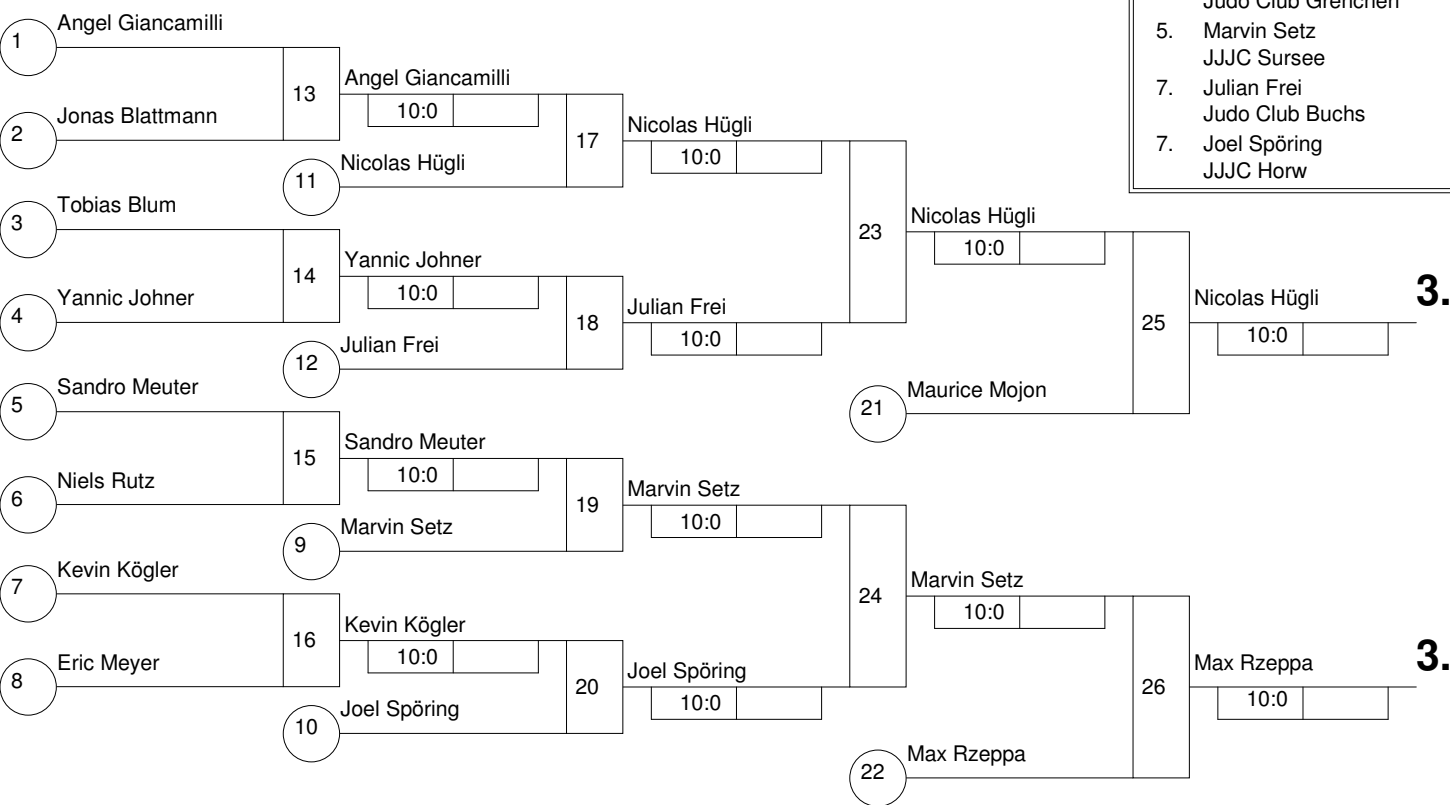 Judo Club Grenchen
5. Marvin Setz
JJJC Sursee
7. Julian Frei
Judo Club Buchs
7. Joel Spöring
JJJC Horw
1 Angel Giancamilli
2 Jonas Blattmann
13
Angel Giancamilli
10:0
11 Nicolas Hügli
17
Nicolas Hügli
10:0
3 Tobias Blum
4 Yannic Johner
14
Yannic Johner
10:0
12 Julian Frei
18
Julian Frei
10:0
23
Nicolas Hügli
10:0
21 Maurice Mojon
25
Nicolas Hügli
10:0
3.
5 Sandro Meuter
6 Niels Rutz
15
Sandro Meuter
10:0
9 Marvin Setz
19
Marvin Setz
10:0
7 Kevin Kögler
8 Eric Meyer
16
Kevin Kögler
10:0
10 Joel Spöring
20
Joel Spöring
10:0
24
Marvin Setz
10:0
22 Max Rzeppa
26
Max Rzeppa
10:0
3.